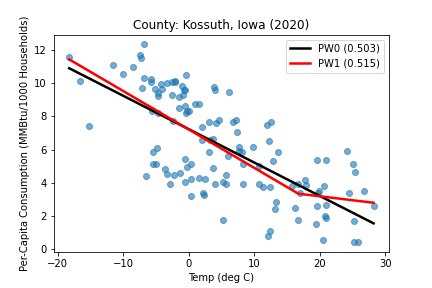 County: Kossuth, Iowa (2020)
Per-Capita Consumption (MMBtu/1000 Households)
12
10
8
6
4
2
0
PW0 (0.503)
PW1 (0.515)
−20 −10 0 10 20 30
Temp (deg C)